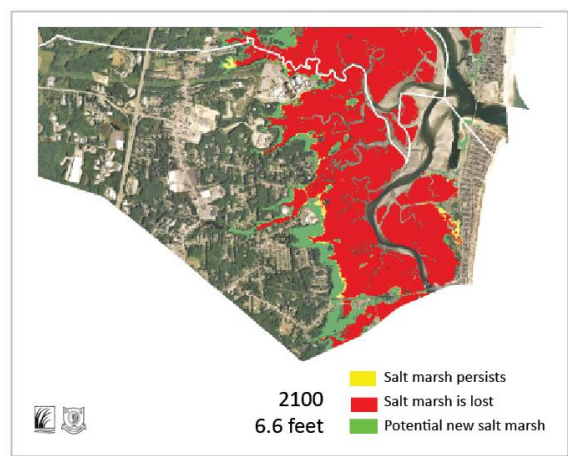 2100
6.6 feet
Salt marsh persists
Salt marsh is lost
Potential new salt marsh